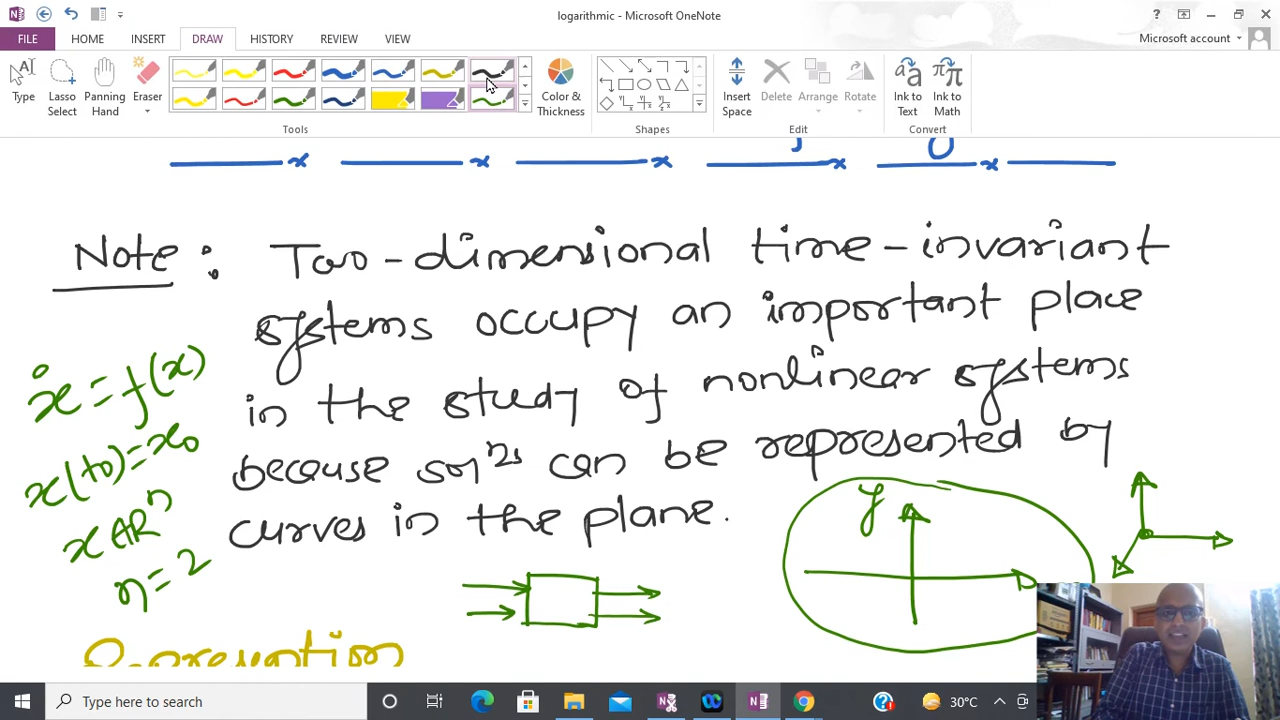 logarithmic - Microsoft OneNote
FILE HOME INSERT DRAW HISTORY REVIEW VIEW
Microsoft account
Type
Lasso Select
Panning Hand
Eraser
Color & Thickness
Insert Space
Delete
Arrange
Rotate
Ink to Text
Ink to Math
Tools
Shapes
Edit
Convert
Note : Two-dimensional time-invariant
systems occupy an important place
in the study of nonlinear systems
because solⁿs can be represented by
curves in the plane.
ẋ = f(x)
x(t0)=x0
n=2
y
Type here to search
30°C